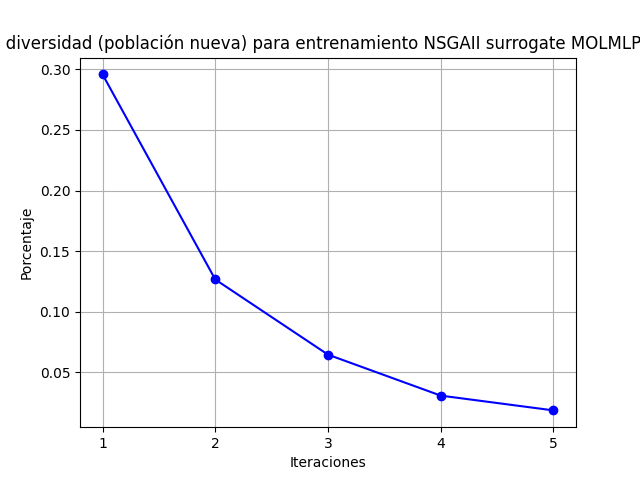 diversidad (población nueva) para entrenamiento NSGAII surrogate MOLMLP
0.30
0.25
0.20
0.15
0.10
0.05
Porcentaje
1 2 3 4 5
Iteraciones